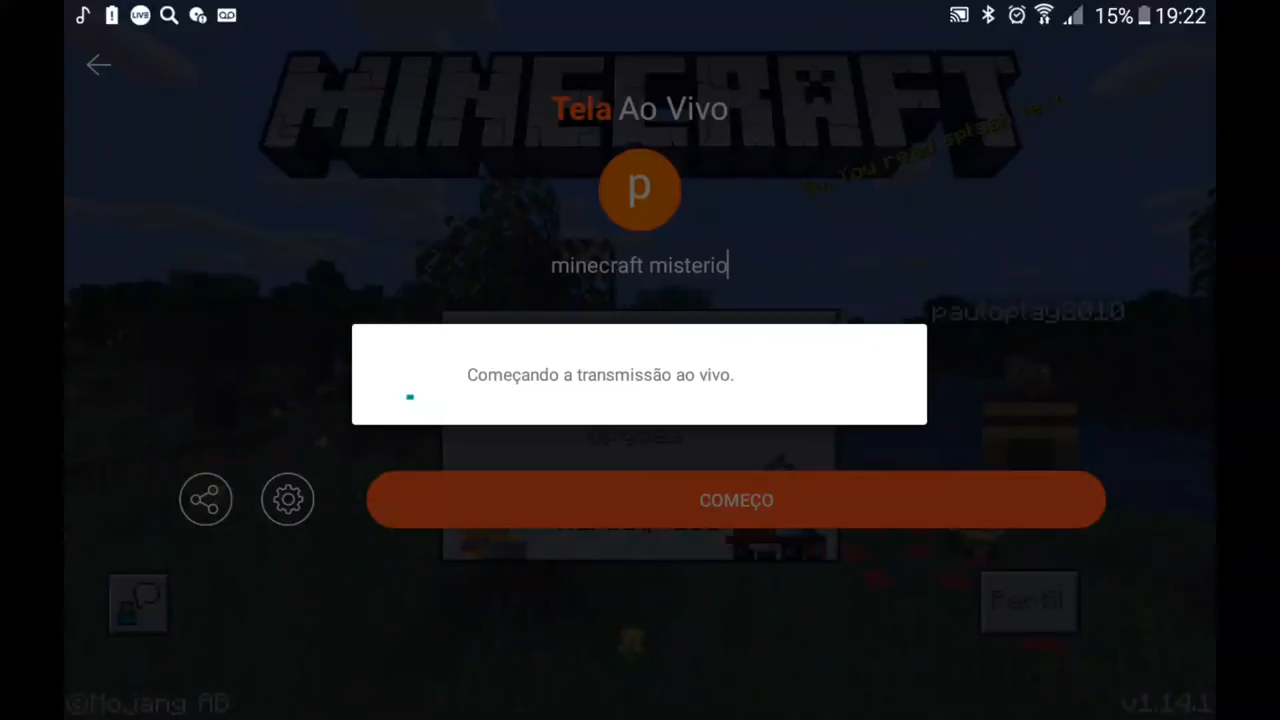 LIVE
15% 19:22
MINECRAFT
Tela Ao Vivo
p
minecraft misterio
pauloplay2010
Começando a transmissão ao vivo.
COMEÇO
Perfil
©Mojang AB
v1.14.1